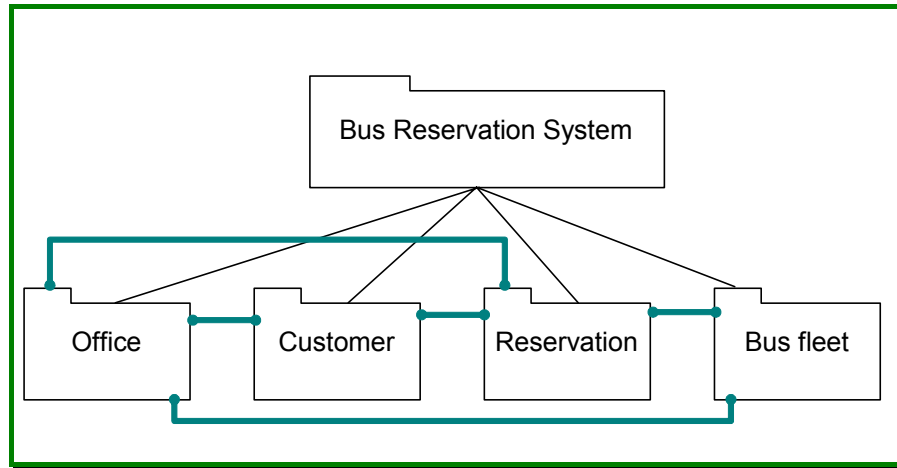 Bus Reservation System
Office
Customer
Reservation
Bus fleet